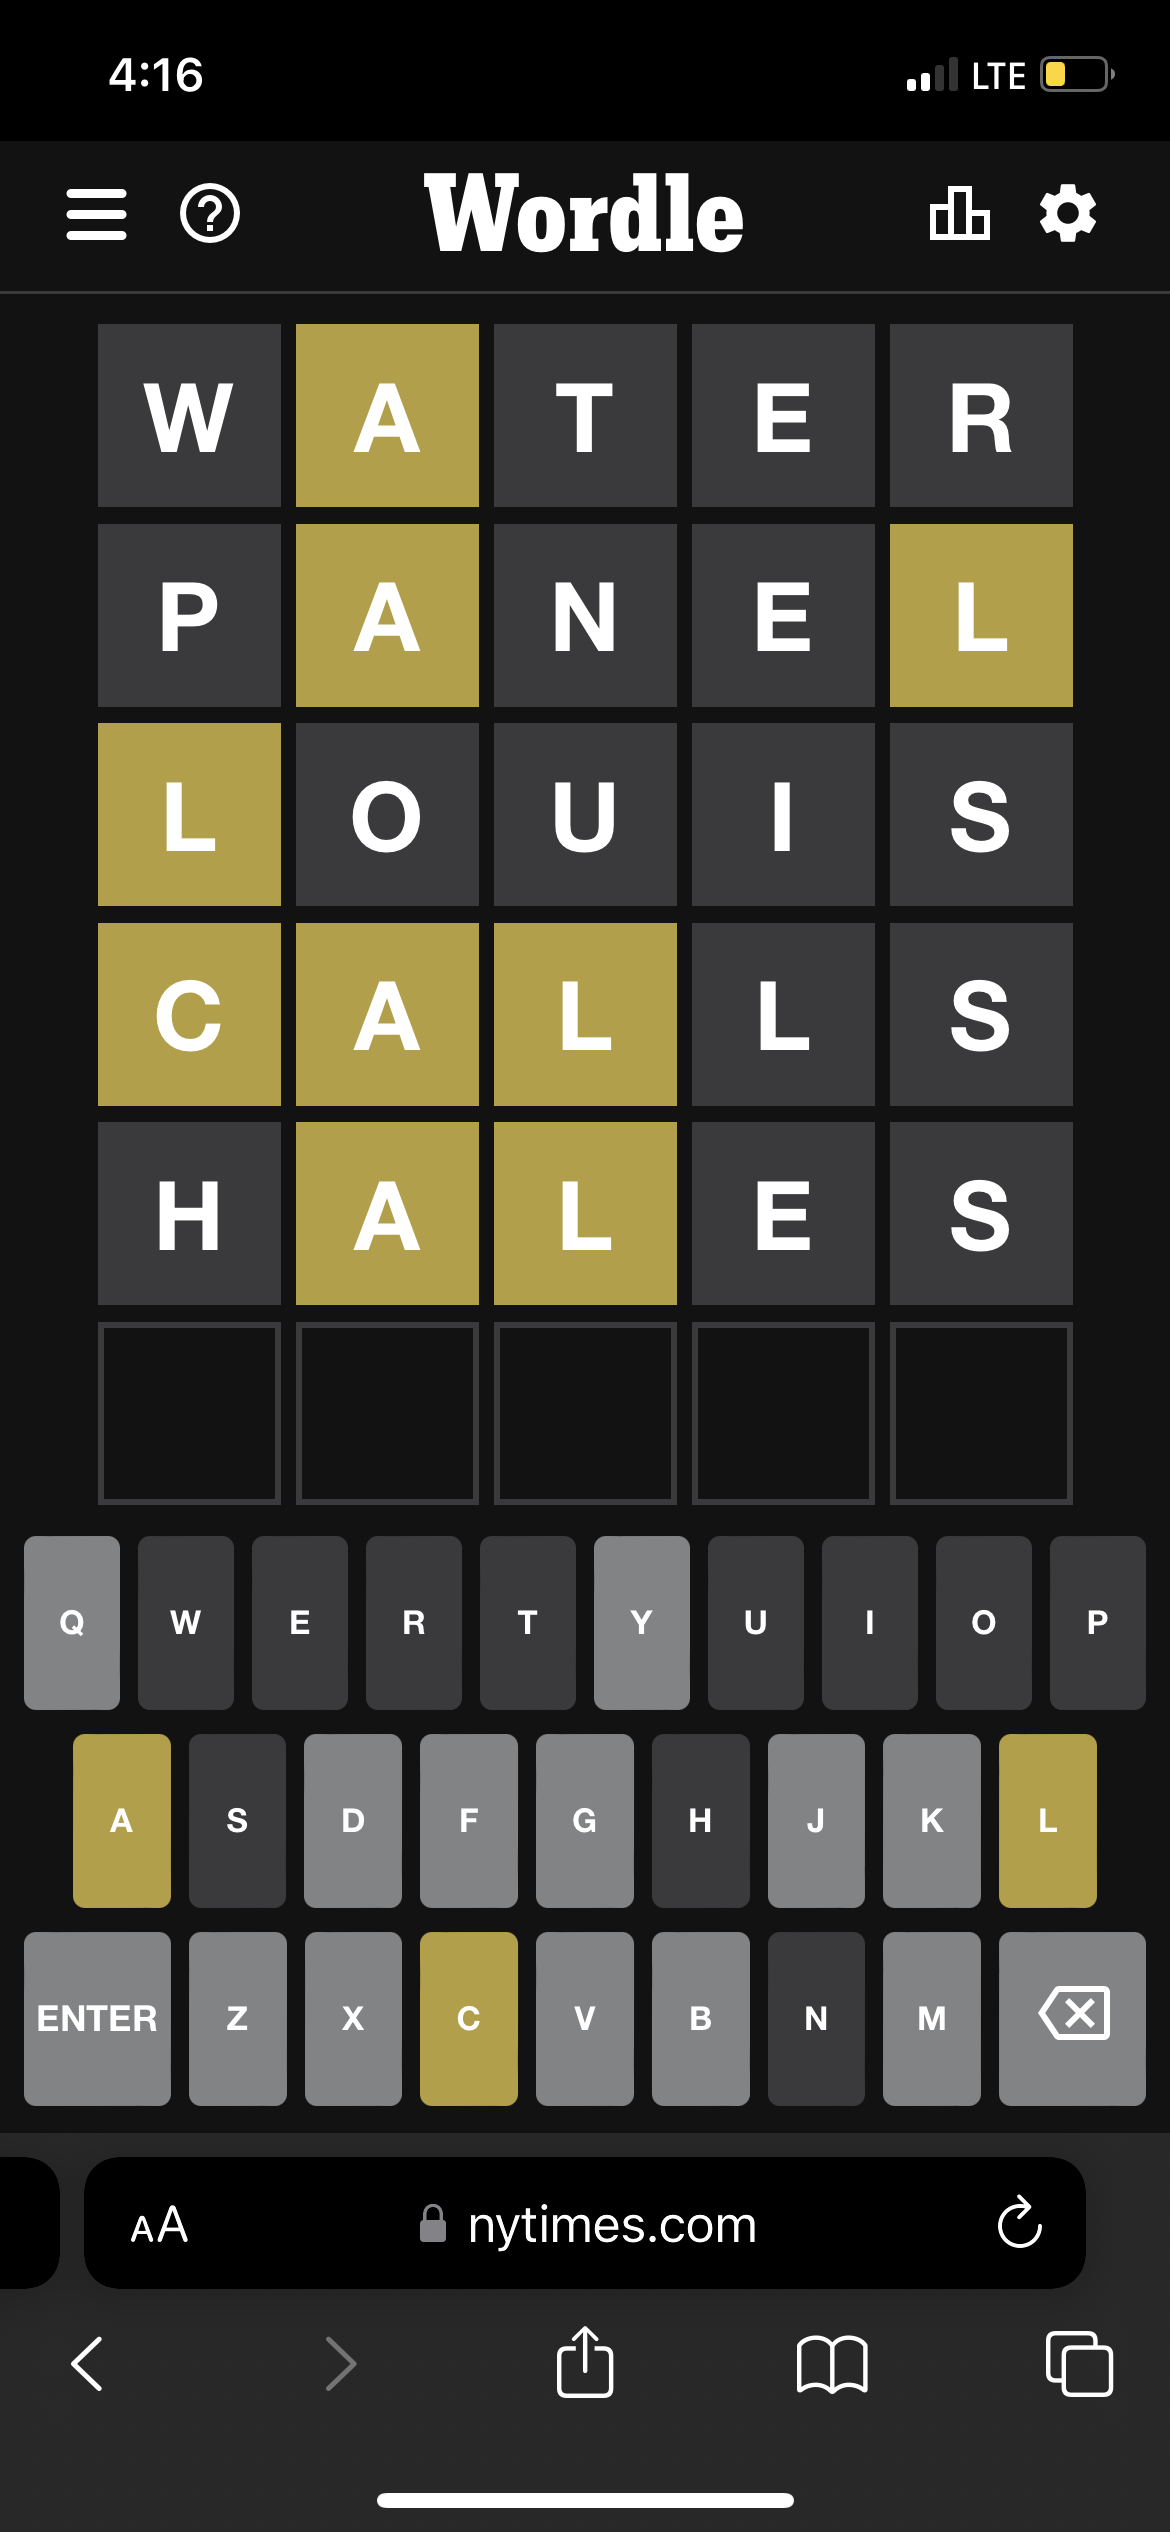 4:16 LTE
Wordle
W A T E R
P A N E L
L O U I S
C A L L S
H A L E S
Q W E R T Y U I O P
A S D F G H J K L
ENTER Z X C V B N M
AA nytimes.com